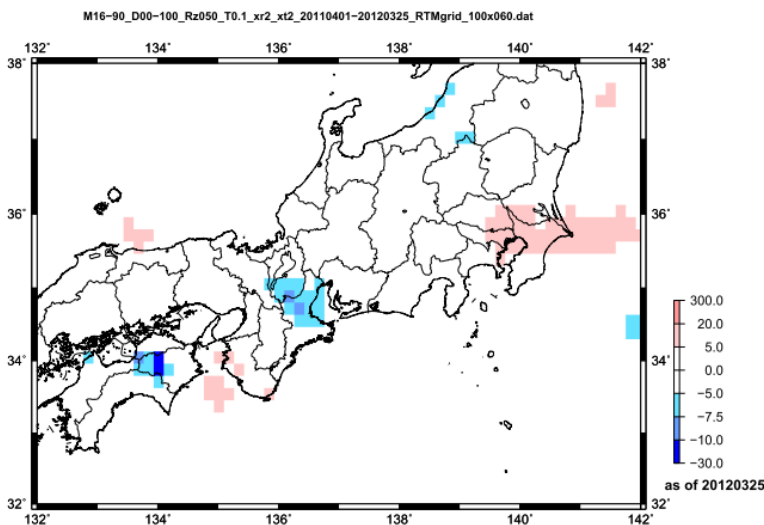 M16−90_D00−100_Rz050_T0.1_xr2_xt2_20110401−20120325_RTMgrid_100x060.dat
132˚ 134˚ 136˚ 138˚ 140˚ 142˚
38˚ 38˚
36˚ 36˚
300.0
20.0
34˚ 34˚
5.0
−5.0
−7.5
−10.0
−30.0
as of 20120325
32˚ 32˚
132˚ 134˚ 136˚ 138˚ 140˚ 142˚